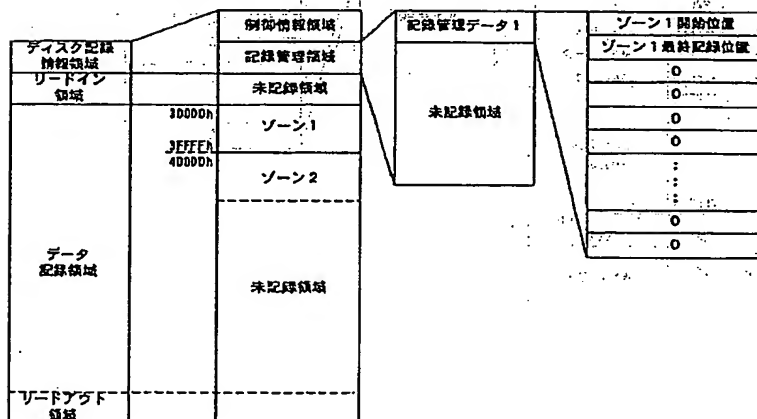 制御情報領域
記録管理領域
未記録領域
ゾーン1
ゾーン2
未記録領域
ディスク記録
情報領域
リードイン
領域
データ
記録領域
リードアウト
領域
30000h
3FFFFh
40000h
記録管理データ1
未記録領域
ゾーン1開始位置
ゾーン1最終記録位置
0
0
0
0
⋮
0
0